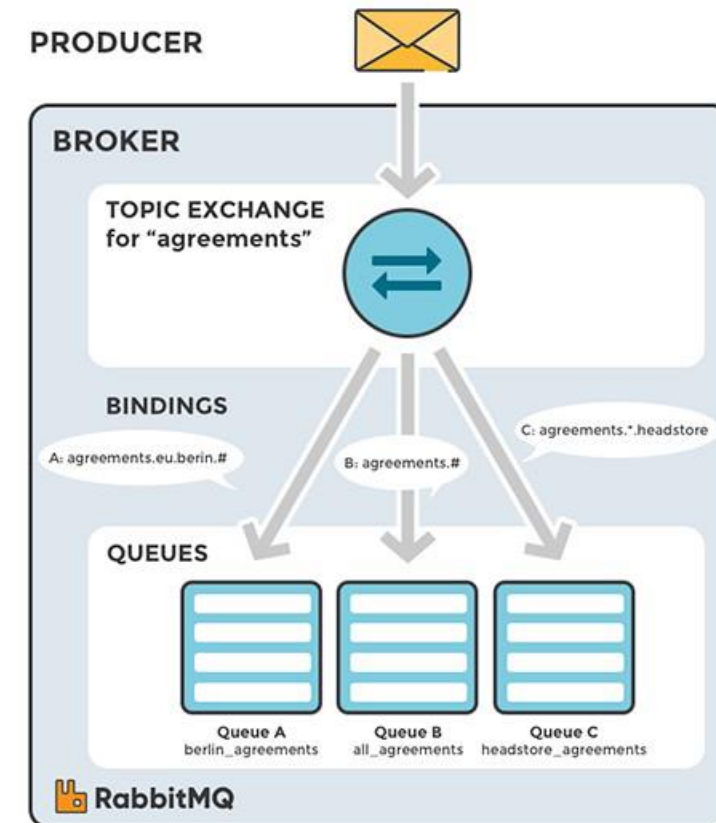 PRODUCER
BROKER
TOPIC EXCHANGE
for “agreements”
BINDINGS
A: agreements.eu.berin.#
B: agreements.#
C: agreements.*.headstore
QUEUES
Queue A
berlin_agreements
Queue B
all_agreements
Queue C
headstore_agreements
RabbitMQ